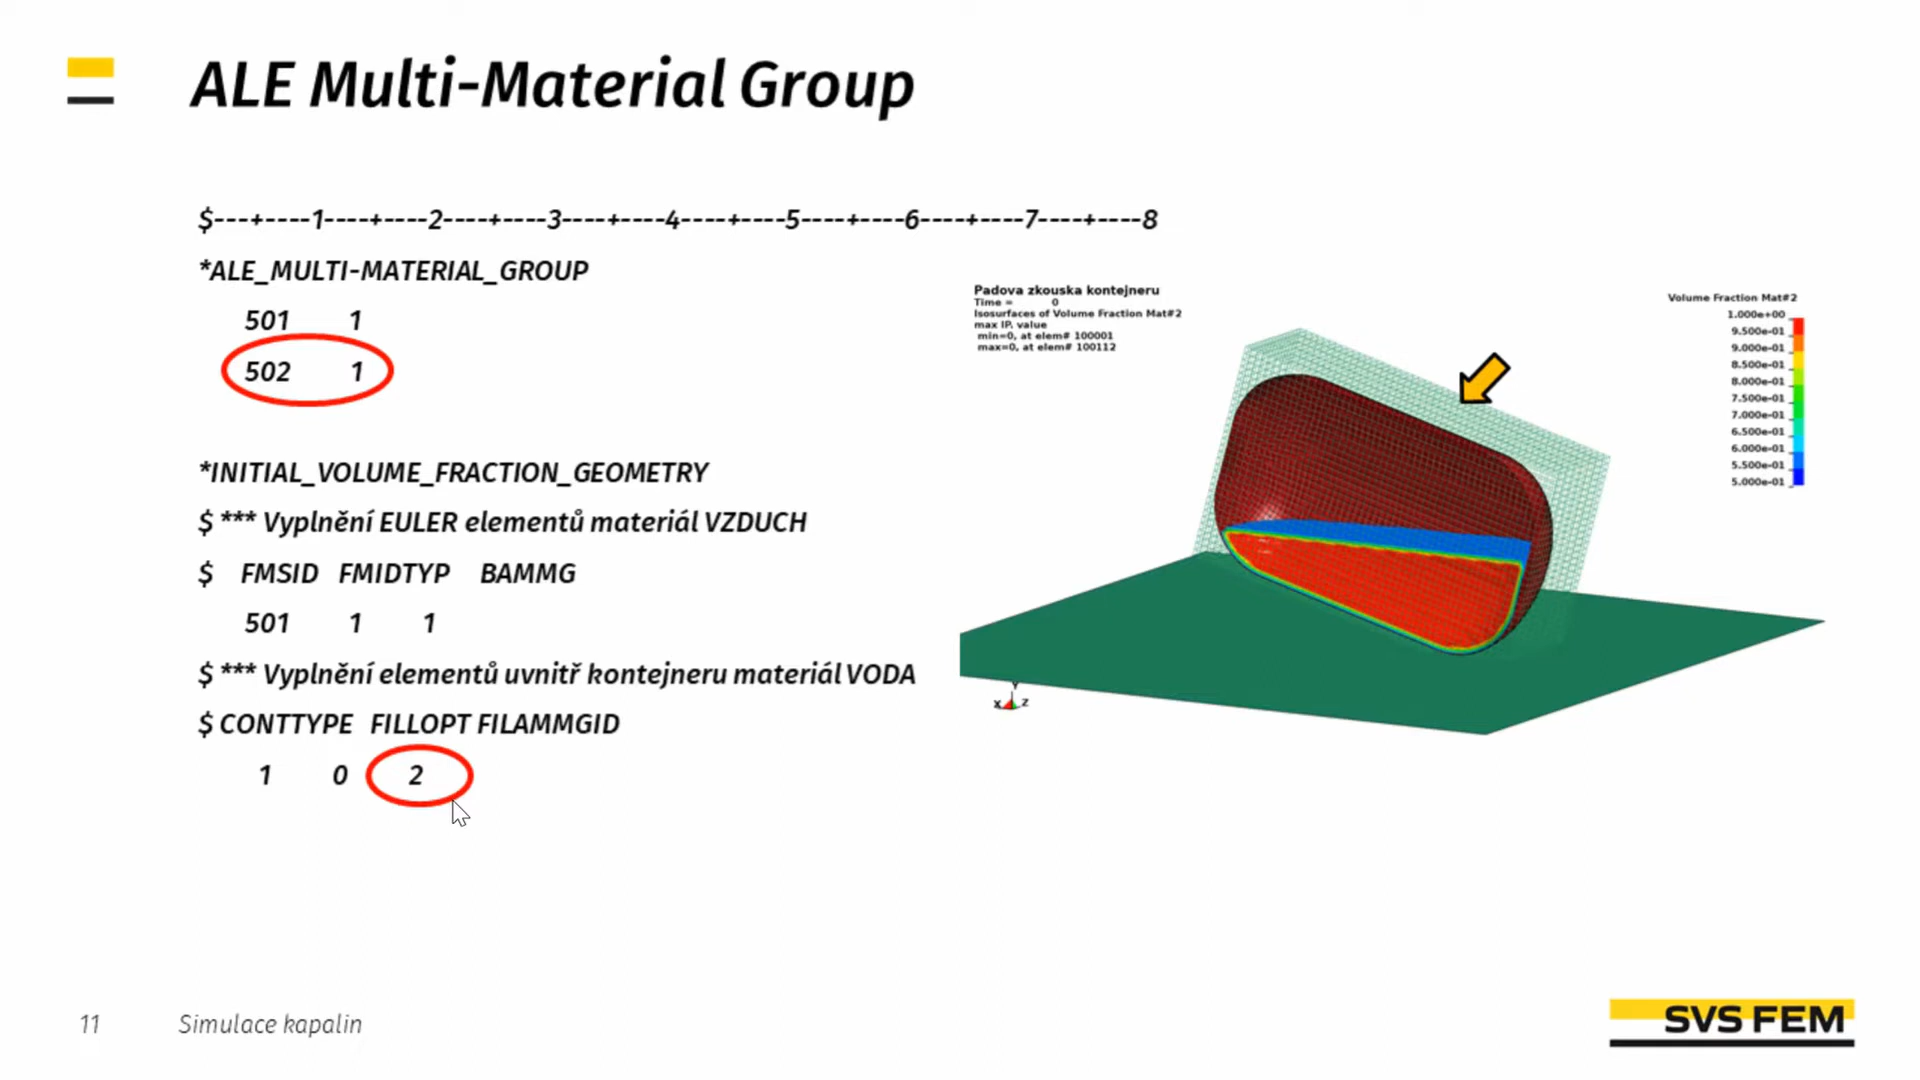 ALE Multi-Material Group
$---+----1----+----2----+----3----+----4----+----5----+----6----+----7----+----8
*ALE_MULTI-MATERIAL_GROUP
501 1
502 1
*INITIAL_VOLUME_FRACTION_GEOMETRY
$ *** Vyplnění EULER elementů materiál VZDUCH
$ FMSID FMIDTYP BAMMG
501 1 1
$ *** Vyplnění elementů uvnitř kontejneru materiál VODA
$ CONTTYPE FILLOPT FILAMMGID
1 0 2
Padova zkouska kontejneru
Time = 0
Isosurfaces of Volume Fraction Mat#2
max IP. value
min=0, at elem# 100001
max=0, at elem# 100112
Volume Fraction Mat#2
1.000e+00
9.500e-01
9.000e-01
8.500e-01
8.000e-01
7.500e-01
7.000e-01
6.500e-01
6.000e-01
5.500e-01
5.000e-01
X Y Z
11 Simulace kapalin
SVS FEM